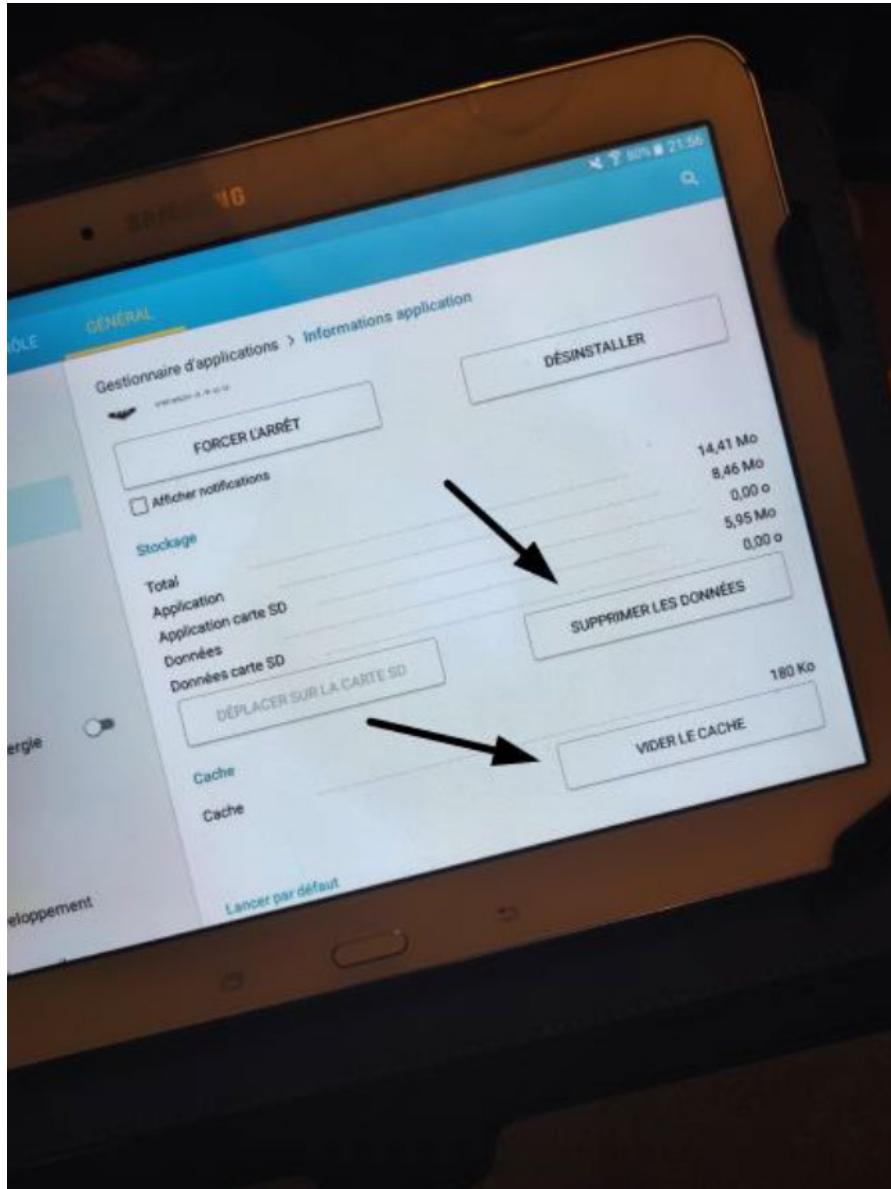 SAMSUNG
80% 21:56
GÉNÉRAL
Gestionnaire d'applications > Informations application
FORCER L'ARRÊT
DÉSINSTALLER
Afficher notifications
Stockage
Total 14,41 Mo
Application 8,46 Mo
Application carte SD 0,00 o
Données 5,95 Mo
Données carte SD 0,00 o
DÉPLACER SUR LA CARTE SD
SUPPRIMER LES DONNÉES
Cache
Cache 180 Ko
VIDER LE CACHE
Lancer par défaut
ergie
eloppement